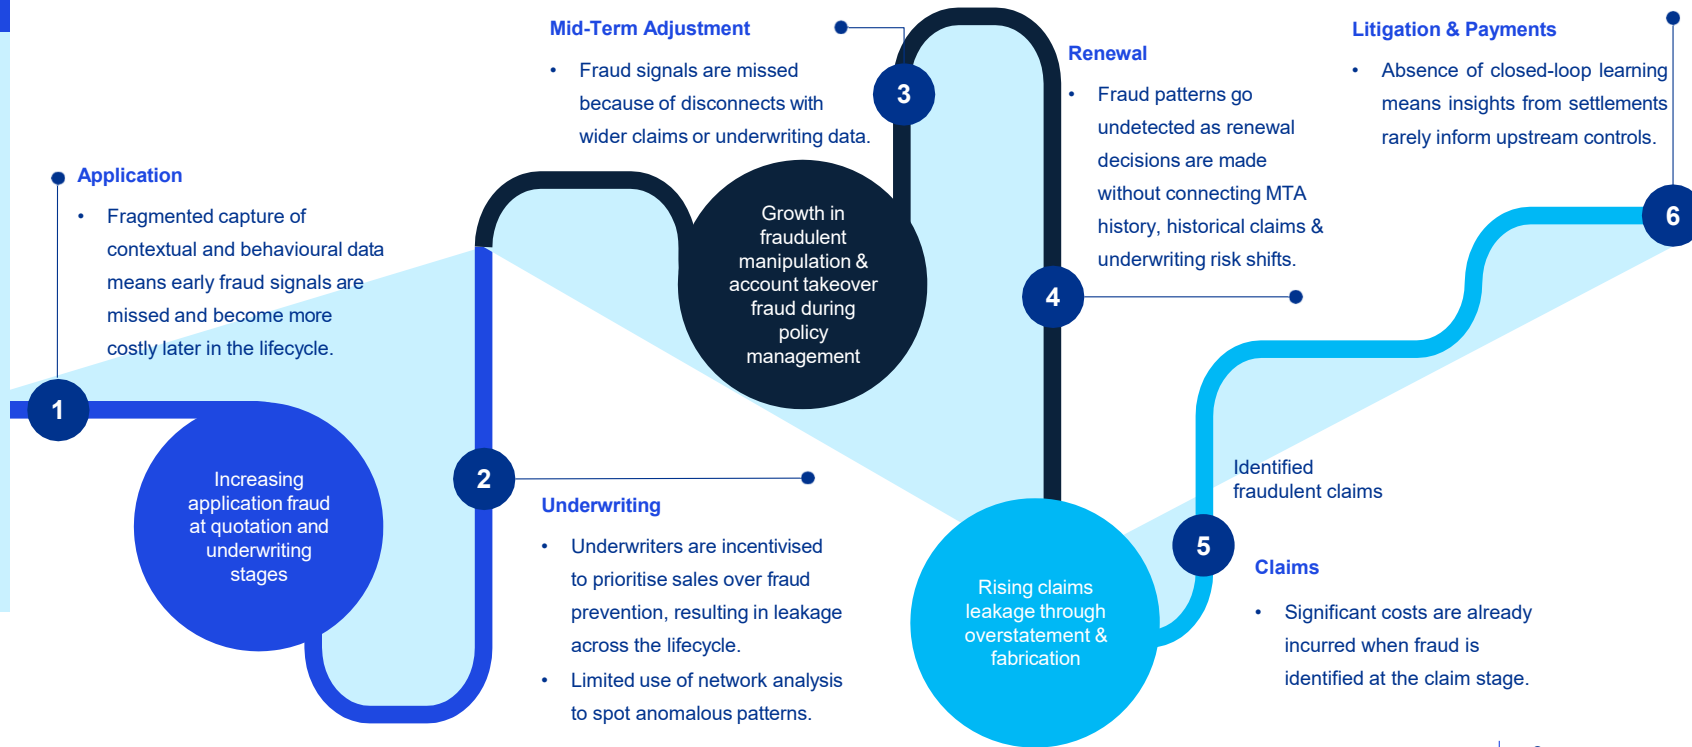 Application
• Fragmented capture of
contextual and behavioural data
means early fraud signals are
missed and become more
costly later in the lifecycle.
1
Increasing
application fraud
at quotation and
underwriting
stages
2
Underwriting
• Underwriters are incentivised
to prioritise sales over fraud
prevention, resulting in leakage
across the lifecycle.
• Limited use of network analysis
to spot anomalous patterns.
Mid-Term Adjustment
• Fraud signals are missed
because of disconnects with
wider claims or underwriting data.
3
Growth in
fraudulent
manipulation &
account takeover
fraud during
policy
management
Renewal
• Fraud patterns go
undetected as renewal
decisions are made
without connecting MTA
history, historical claims &
underwriting risk shifts.
4
Rising claims
leakage through
overstatement &
fabrication
Identified
fraudulent claims
5
Claims
• Significant costs are already
incurred when fraud is
identified at the claim stage.
Litigation & Payments
• Absence of closed-loop learning
means insights from settlements
rarely inform upstream controls.
6